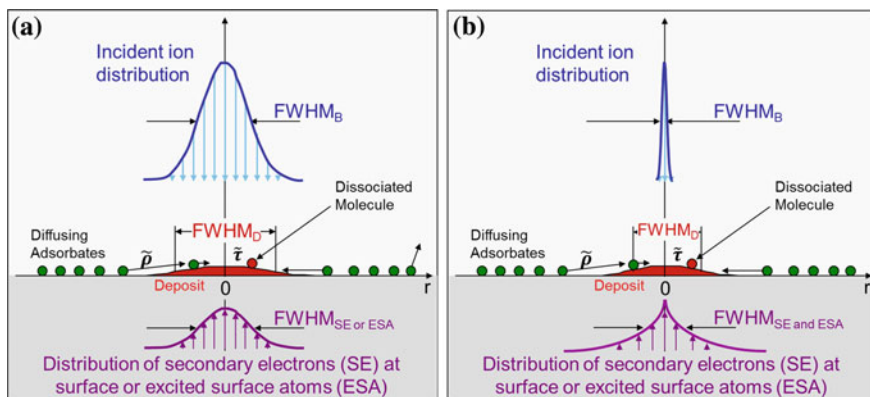 (a)
Incident ion
distribution
FWHM_B
Dissociated
Molecule
FWHM_D
Diffusing
Adsorbates
ρ̃
τ̃
Deposit
0
r
FWHM_SE or ESA
Distribution of secondary electrons (SE) at
surface or excited surface atoms (ESA)
(b)
Incident ion
distribution
FWHM_B
Dissociated
Molecule
FWHM_D
Diffusing
Adsorbates
ρ̃
τ̃
Deposit
0
r
FWHM_SE and ESA
Distribution of secondary electrons (SE) at
surface or excited surface atoms (ESA)